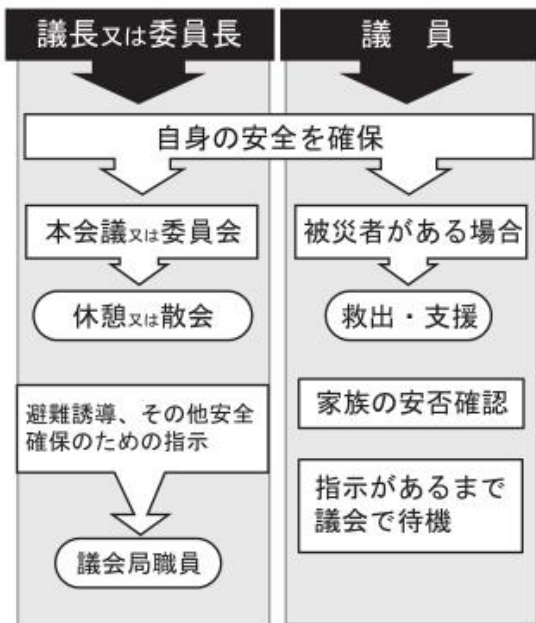 議長又は委員長
議員
自身の安全を確保
本会議又は委員会
休憩又は散会
避難誘導、その他安全
確保のための指示
議会局職員
被災者がある場合
救出・支援
家族の安否確認
指示があるまで
議会で待機